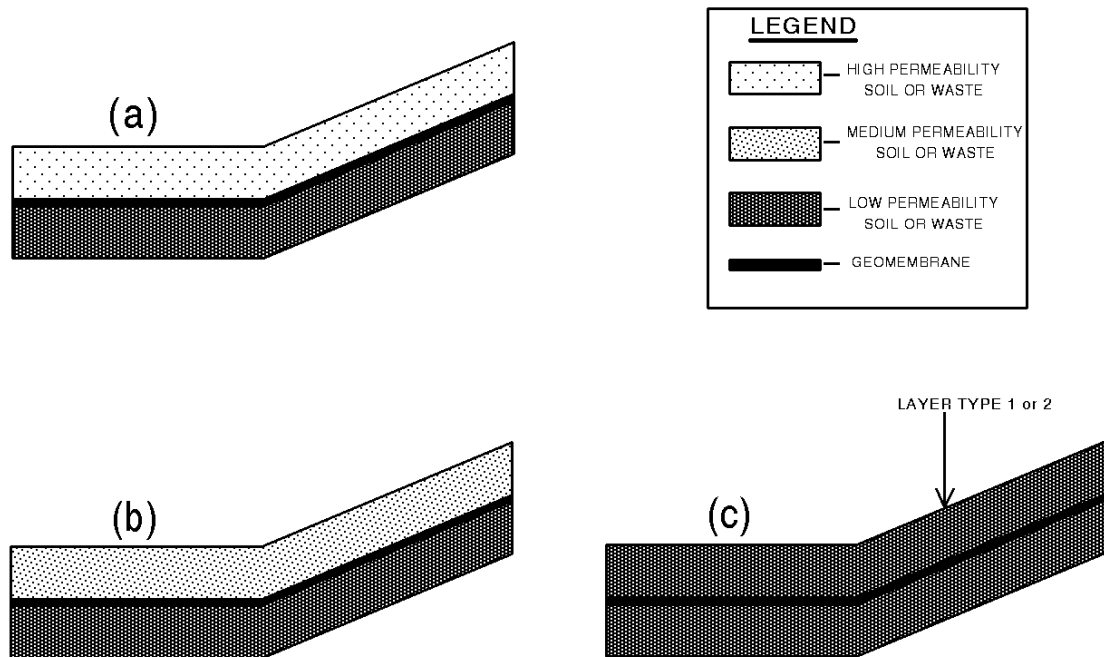 (a)
LEGEND
HIGH PERMEABILITY
SOIL OR WASTE
MEDIUM PERMEABILITY
SOIL OR WASTE
LOW PERMEABILITY
SOIL OR WASTE
GEOMEMBRANE
(b)
LAYER TYPE 1 or 2
(c)